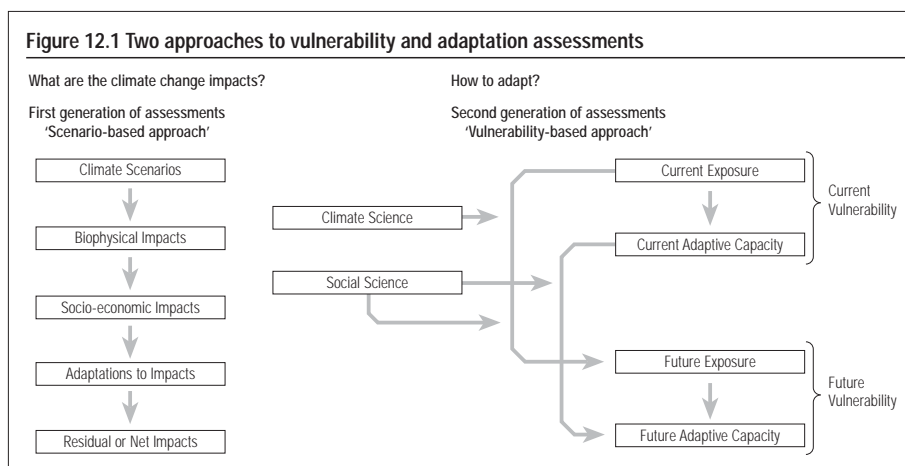 Figure 12.1 Two approaches to vulnerability and adaptation assessments
What are the climate change impacts?
First generation of assessments
'Scenario-based approach'
Climate Scenarios
Biophysical Impacts
Socio-economic Impacts
Adaptations to Impacts
Residual or Net Impacts
How to adapt?
Second generation of assessments
'Vulnerability-based approach'
Climate Science
Social Science
Current Exposure
Current Adaptive Capacity
Current
Vulnerability
Future Exposure
Future Adaptive Capacity
Future
Vulnerability